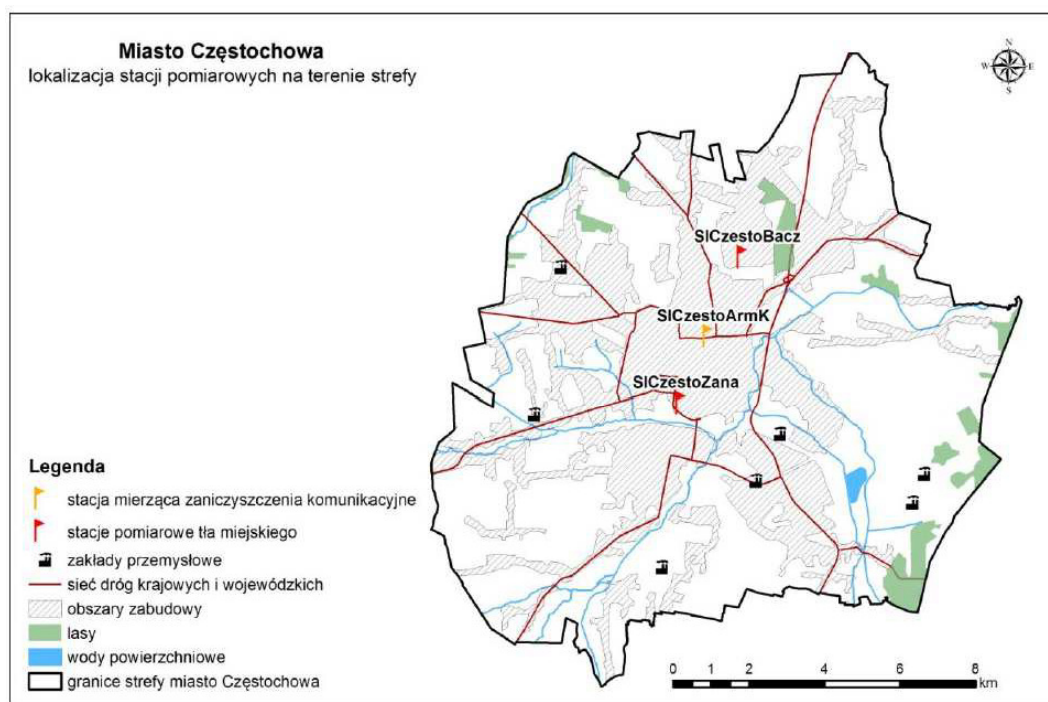 Miasto Częstochowa
lokalizacja stacji pomiarowych na terenie strefy
N
W E
S
SlCzestoBacz
SlCzestoArmK
SlCzestoZana
Legenda
stacja mierząca zaniczyszczenia komunikacyjne
stacje pomiarowe tła miejskiego
zakłady przemysłowe
sieć dróg krajowych i wojewódzkich
obszary zabudowy
lasy
wody powierzchniowe
granice strefy miasto Częstochowa
0 1 2 4 6 8
km